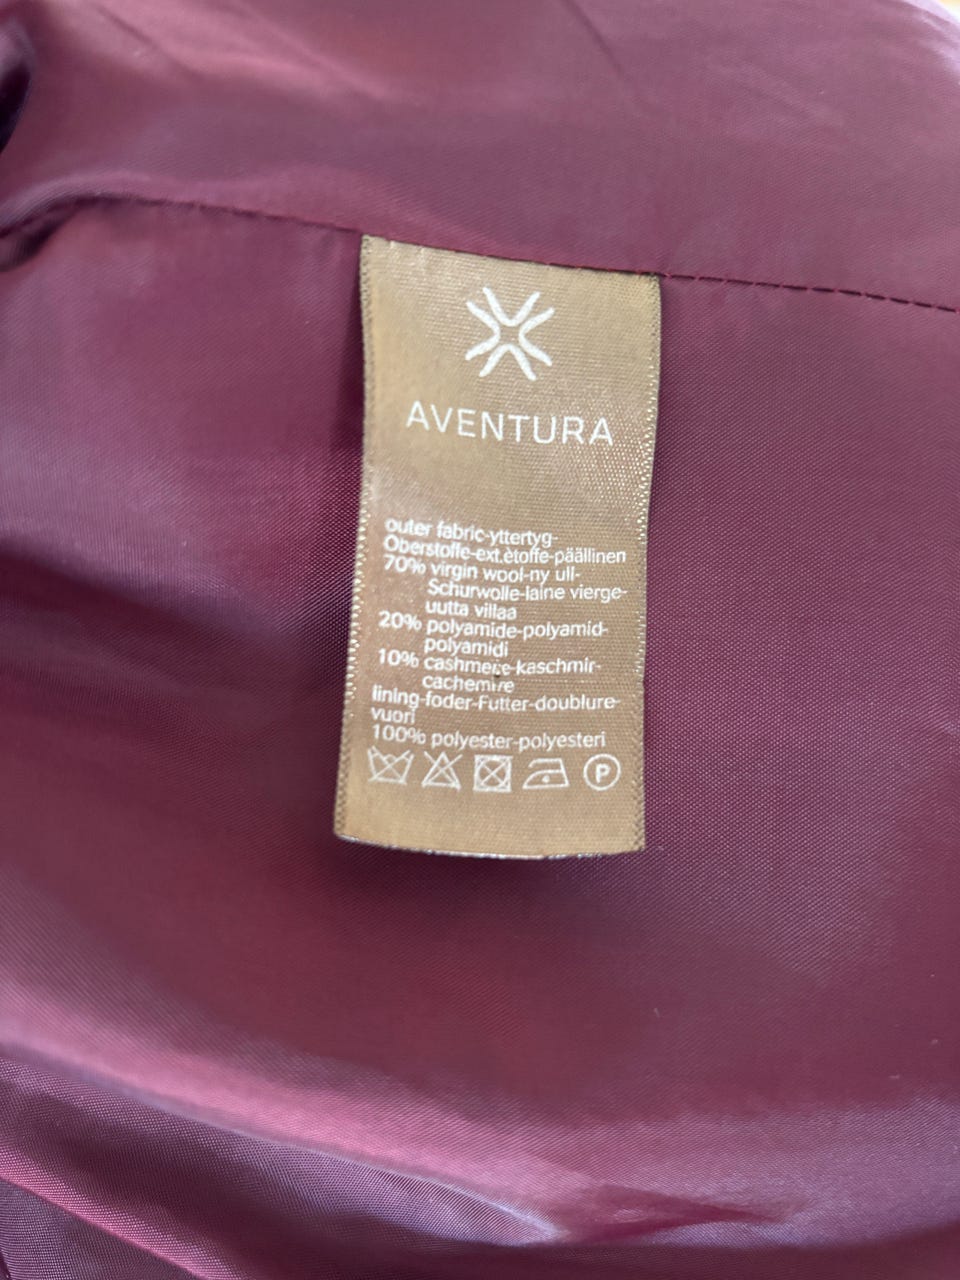 AVENTURA
outer fabric-yttertyg-
Oberstoffe-ext.ètoffe-päällinen
70% virgin wool-ny ull-
Schurwolle-laine vierge-
uutta villaa
20% polyamide-polyamid-
polyamidi
10% cashmere-kaschmir-
cachemire
lining-foder-Futter-doublure-
vuori
100% polyester-polyesteri
P